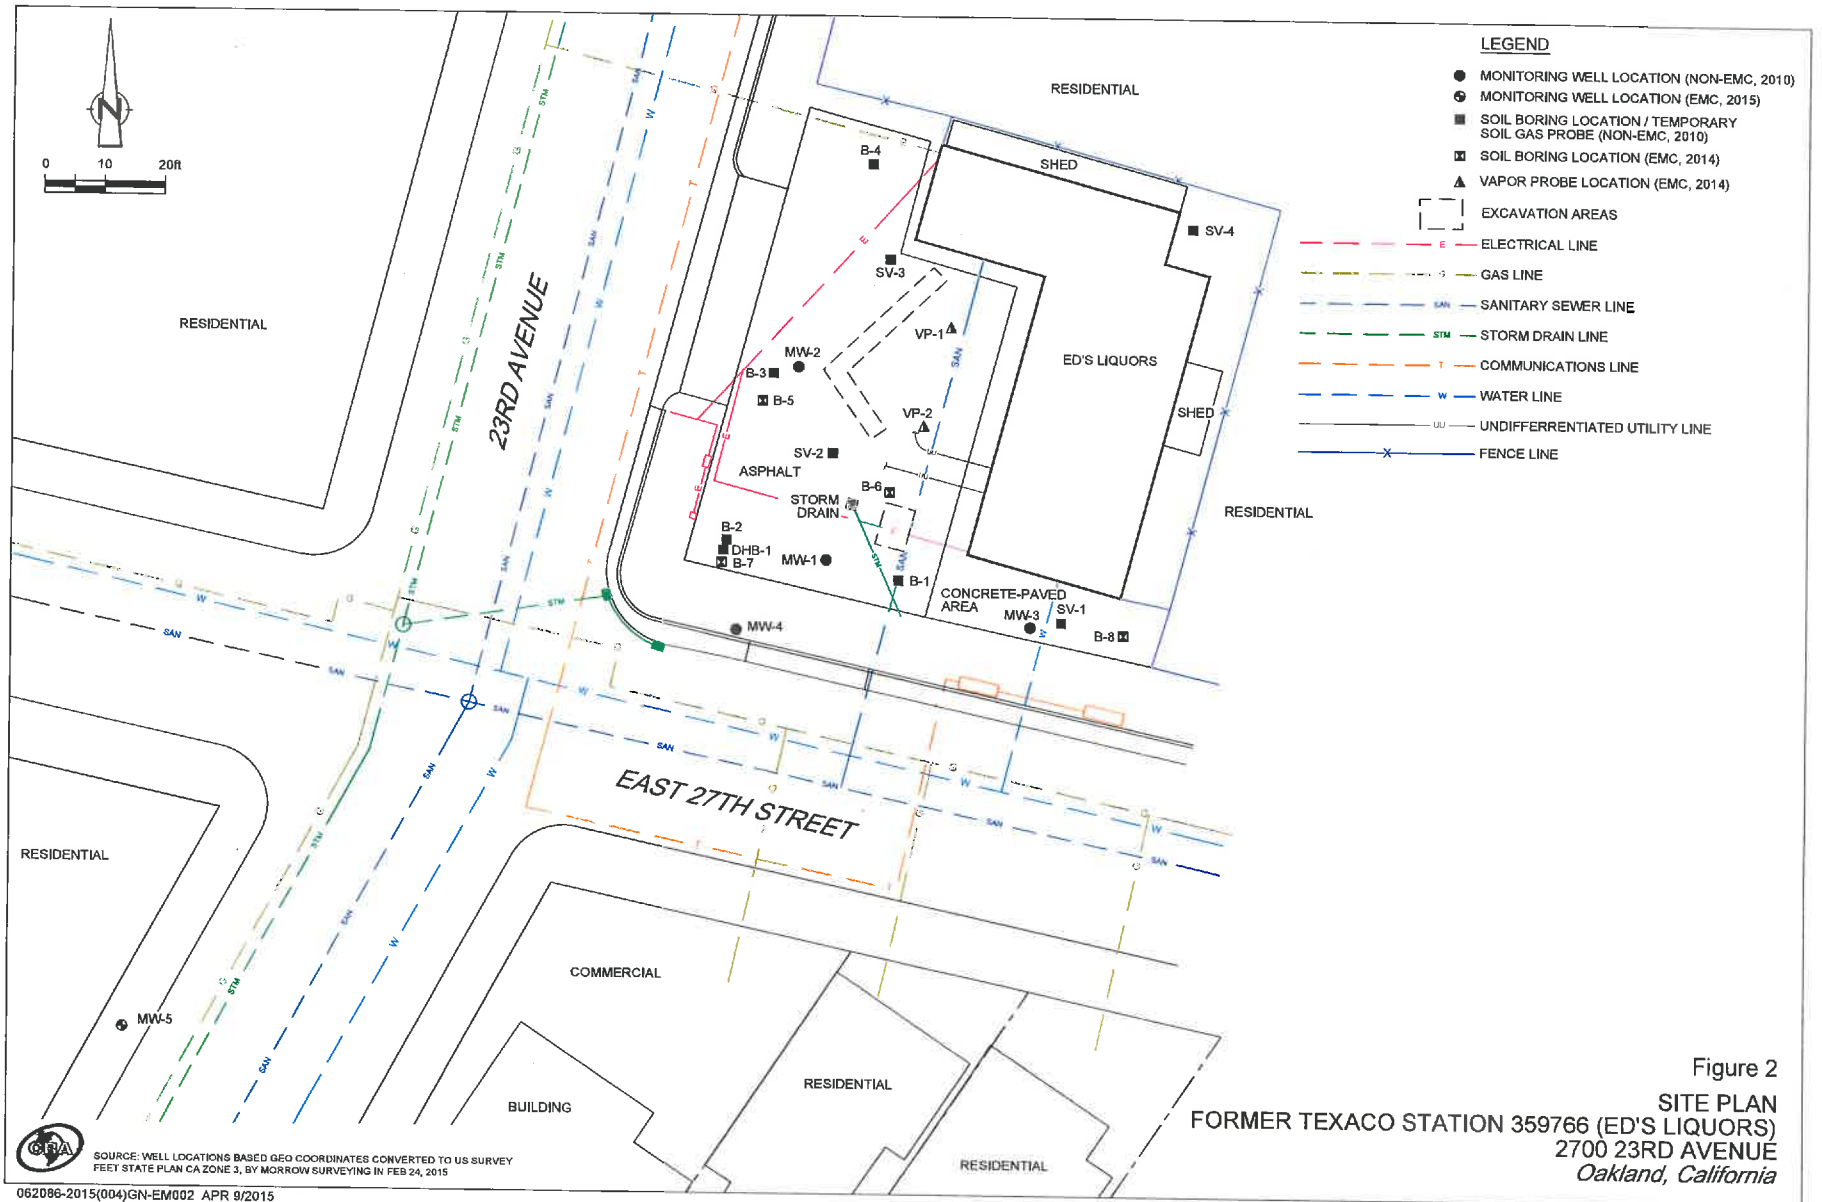 LEGEND
MONITORING WELL LOCATION (NON-EMC, 2010)
MONITORING WELL LOCATION (EMC, 2015)
SOIL BORING LOCATION / TEMPORARY
SOIL GAS PROBE (NON-EMC, 2010)
SOIL BORING LOCATION (EMC, 2014)
VAPOR PROBE LOCATION (EMC, 2014)
EXCAVATION AREAS
E ELECTRICAL LINE
G GAS LINE
SAN SANITARY SEWER LINE
STM STORM DRAIN LINE
T COMMUNICATIONS LINE
W WATER LINE
UU UNDIFFERRENTIATED UTILITY LINE
X FENCE LINE
N
0 10 20ft
RESIDENTIAL
SHED
B-4
SV-4
SV-3
RESIDENTIAL
23RD AVENUE
VP-1
MW-2
ED'S LIQUORS
B-3
B-5
VP-2
SHED
SV-2
ASPHALT
B-6
STORM
DRAIN
RESIDENTIAL
B-2
DHB-1
B-7
MW-1
B-1
CONCRETE-PAVED
AREA
SV-1
MW-3
MW-4
B-8
EAST 27TH STREET
RESIDENTIAL
COMMERCIAL
MW-5
RESIDENTIAL
BUILDING
RESIDENTIAL
Figure 2
SITE PLAN
FORMER TEXACO STATION 359766 (ED'S LIQUORS)
2700 23RD AVENUE
Oakland, California
CRA
SOURCE: WELL LOCATIONS BASED GEO COORDINATES CONVERTED TO US SURVEY
FEET STATE PLAN CA ZONE 3, BY MORROW SURVEYING IN FEB 24, 2015
062086-2015(004)GN-EM002 APR 9/2015